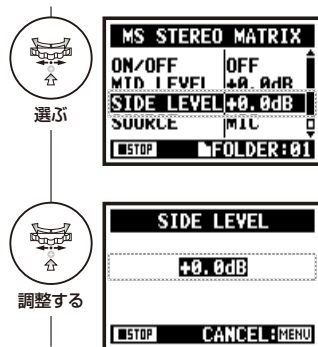 MS STEREO MATRIX
ON/OFF OFF
MID LEVEL +0.0dB
SIDE LEVEL +0.0dB
SOURCE MIC
STOP FOLDER:01
選ぶ
SIDE LEVEL
+0.0dB
STOP CANCEL:MENU
調整する